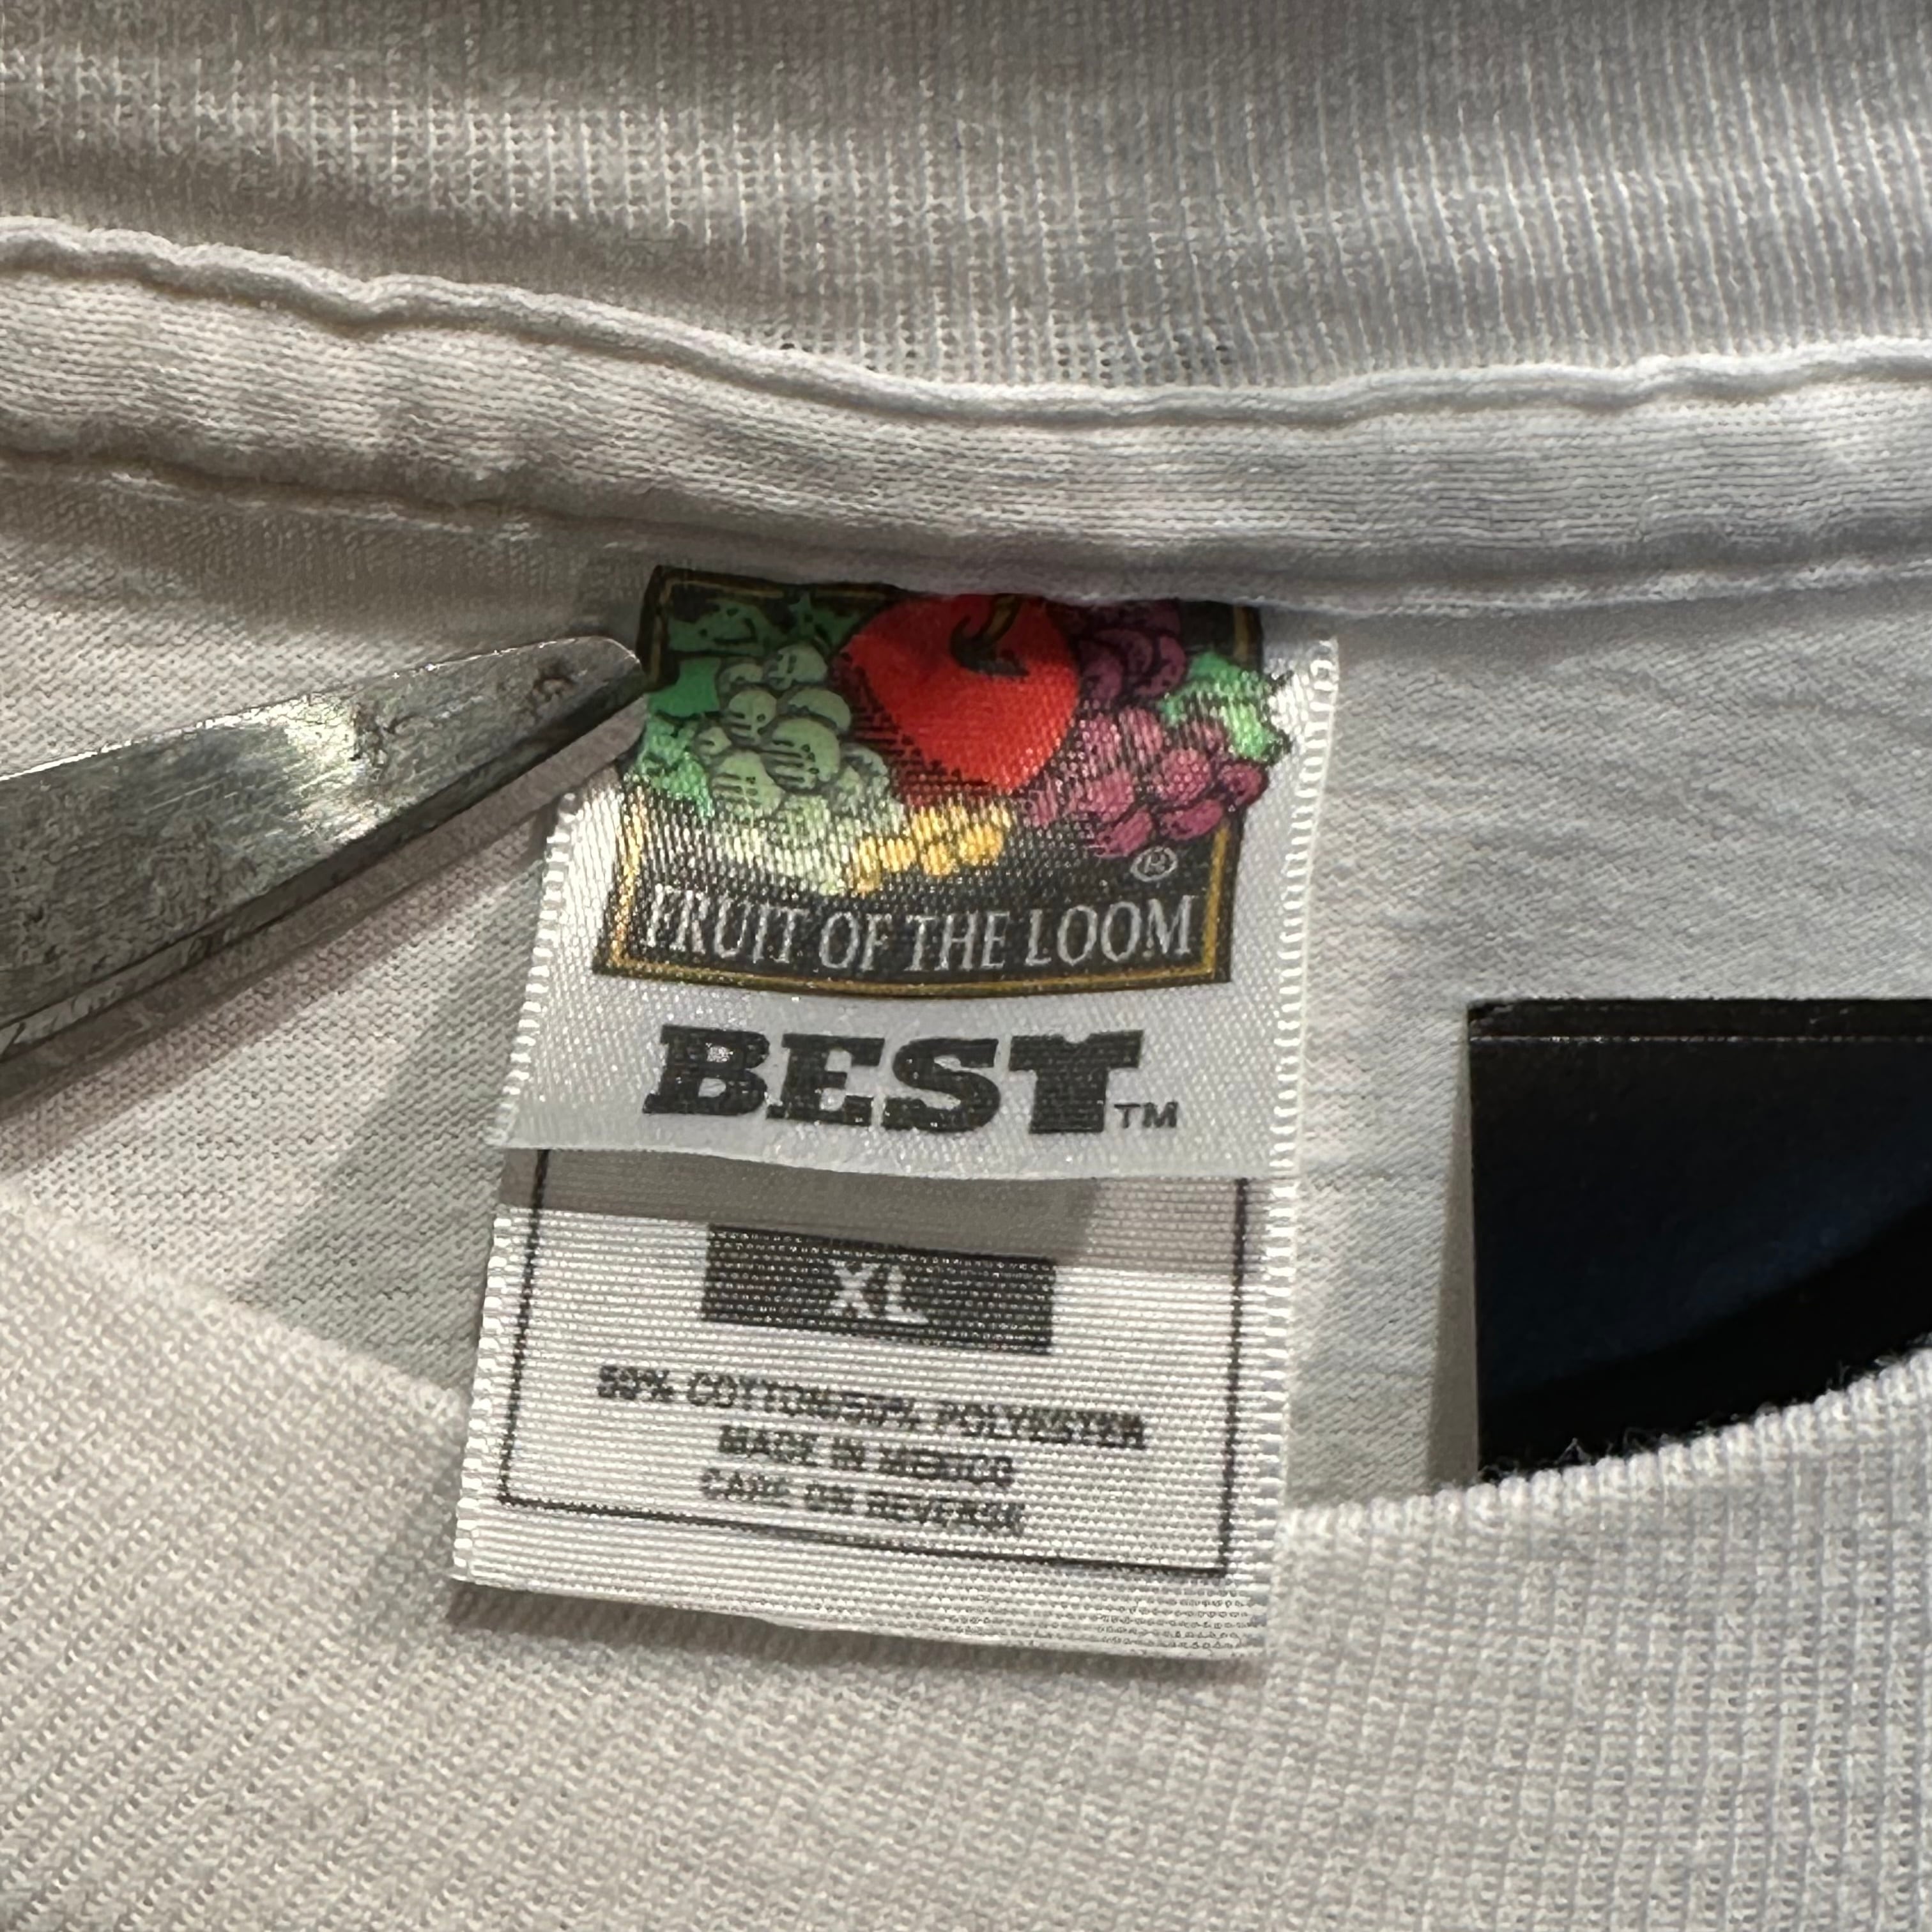 ®
FRUIT OF THE LOOM
BEST™
XL
50% COTTON/50% POLYESTER
MADE IN MEXICO
CARE ON REVERSE